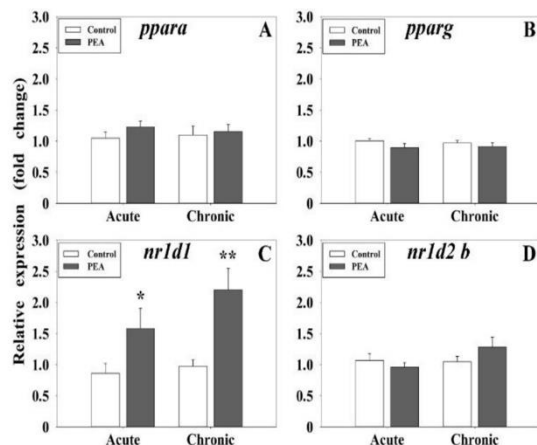 Relative expression (fold change)
3.0
2.5
2.0
1.5
1.0
0.5
0
Control
PEA
ppara
A
Acute Chronic
3.0
2.5
2.0
1.5
1.0
0.5
0
Control
PEA
pparg
B
Acute Chronic
3.0
2.5
2.0
1.5
1.0
0.5
0
Control
PEA
nr1d1
C
*
**
Acute Chronic
3.0
2.5
2.0
1.5
1.0
0.5
0
Control
PEA
nr1d2 b
D
Acute Chronic